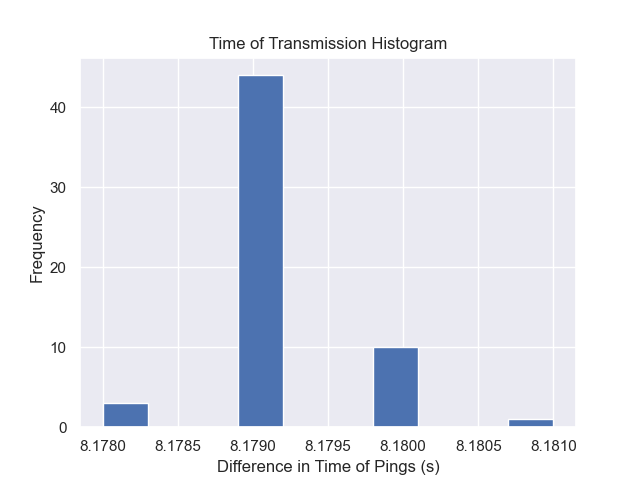 Time of Transmission Histogram
Frequency
40
30
20
10
0
8.1780 8.1785 8.1790 8.1795 8.1800 8.1805 8.1810
Difference in Time of Pings (s)